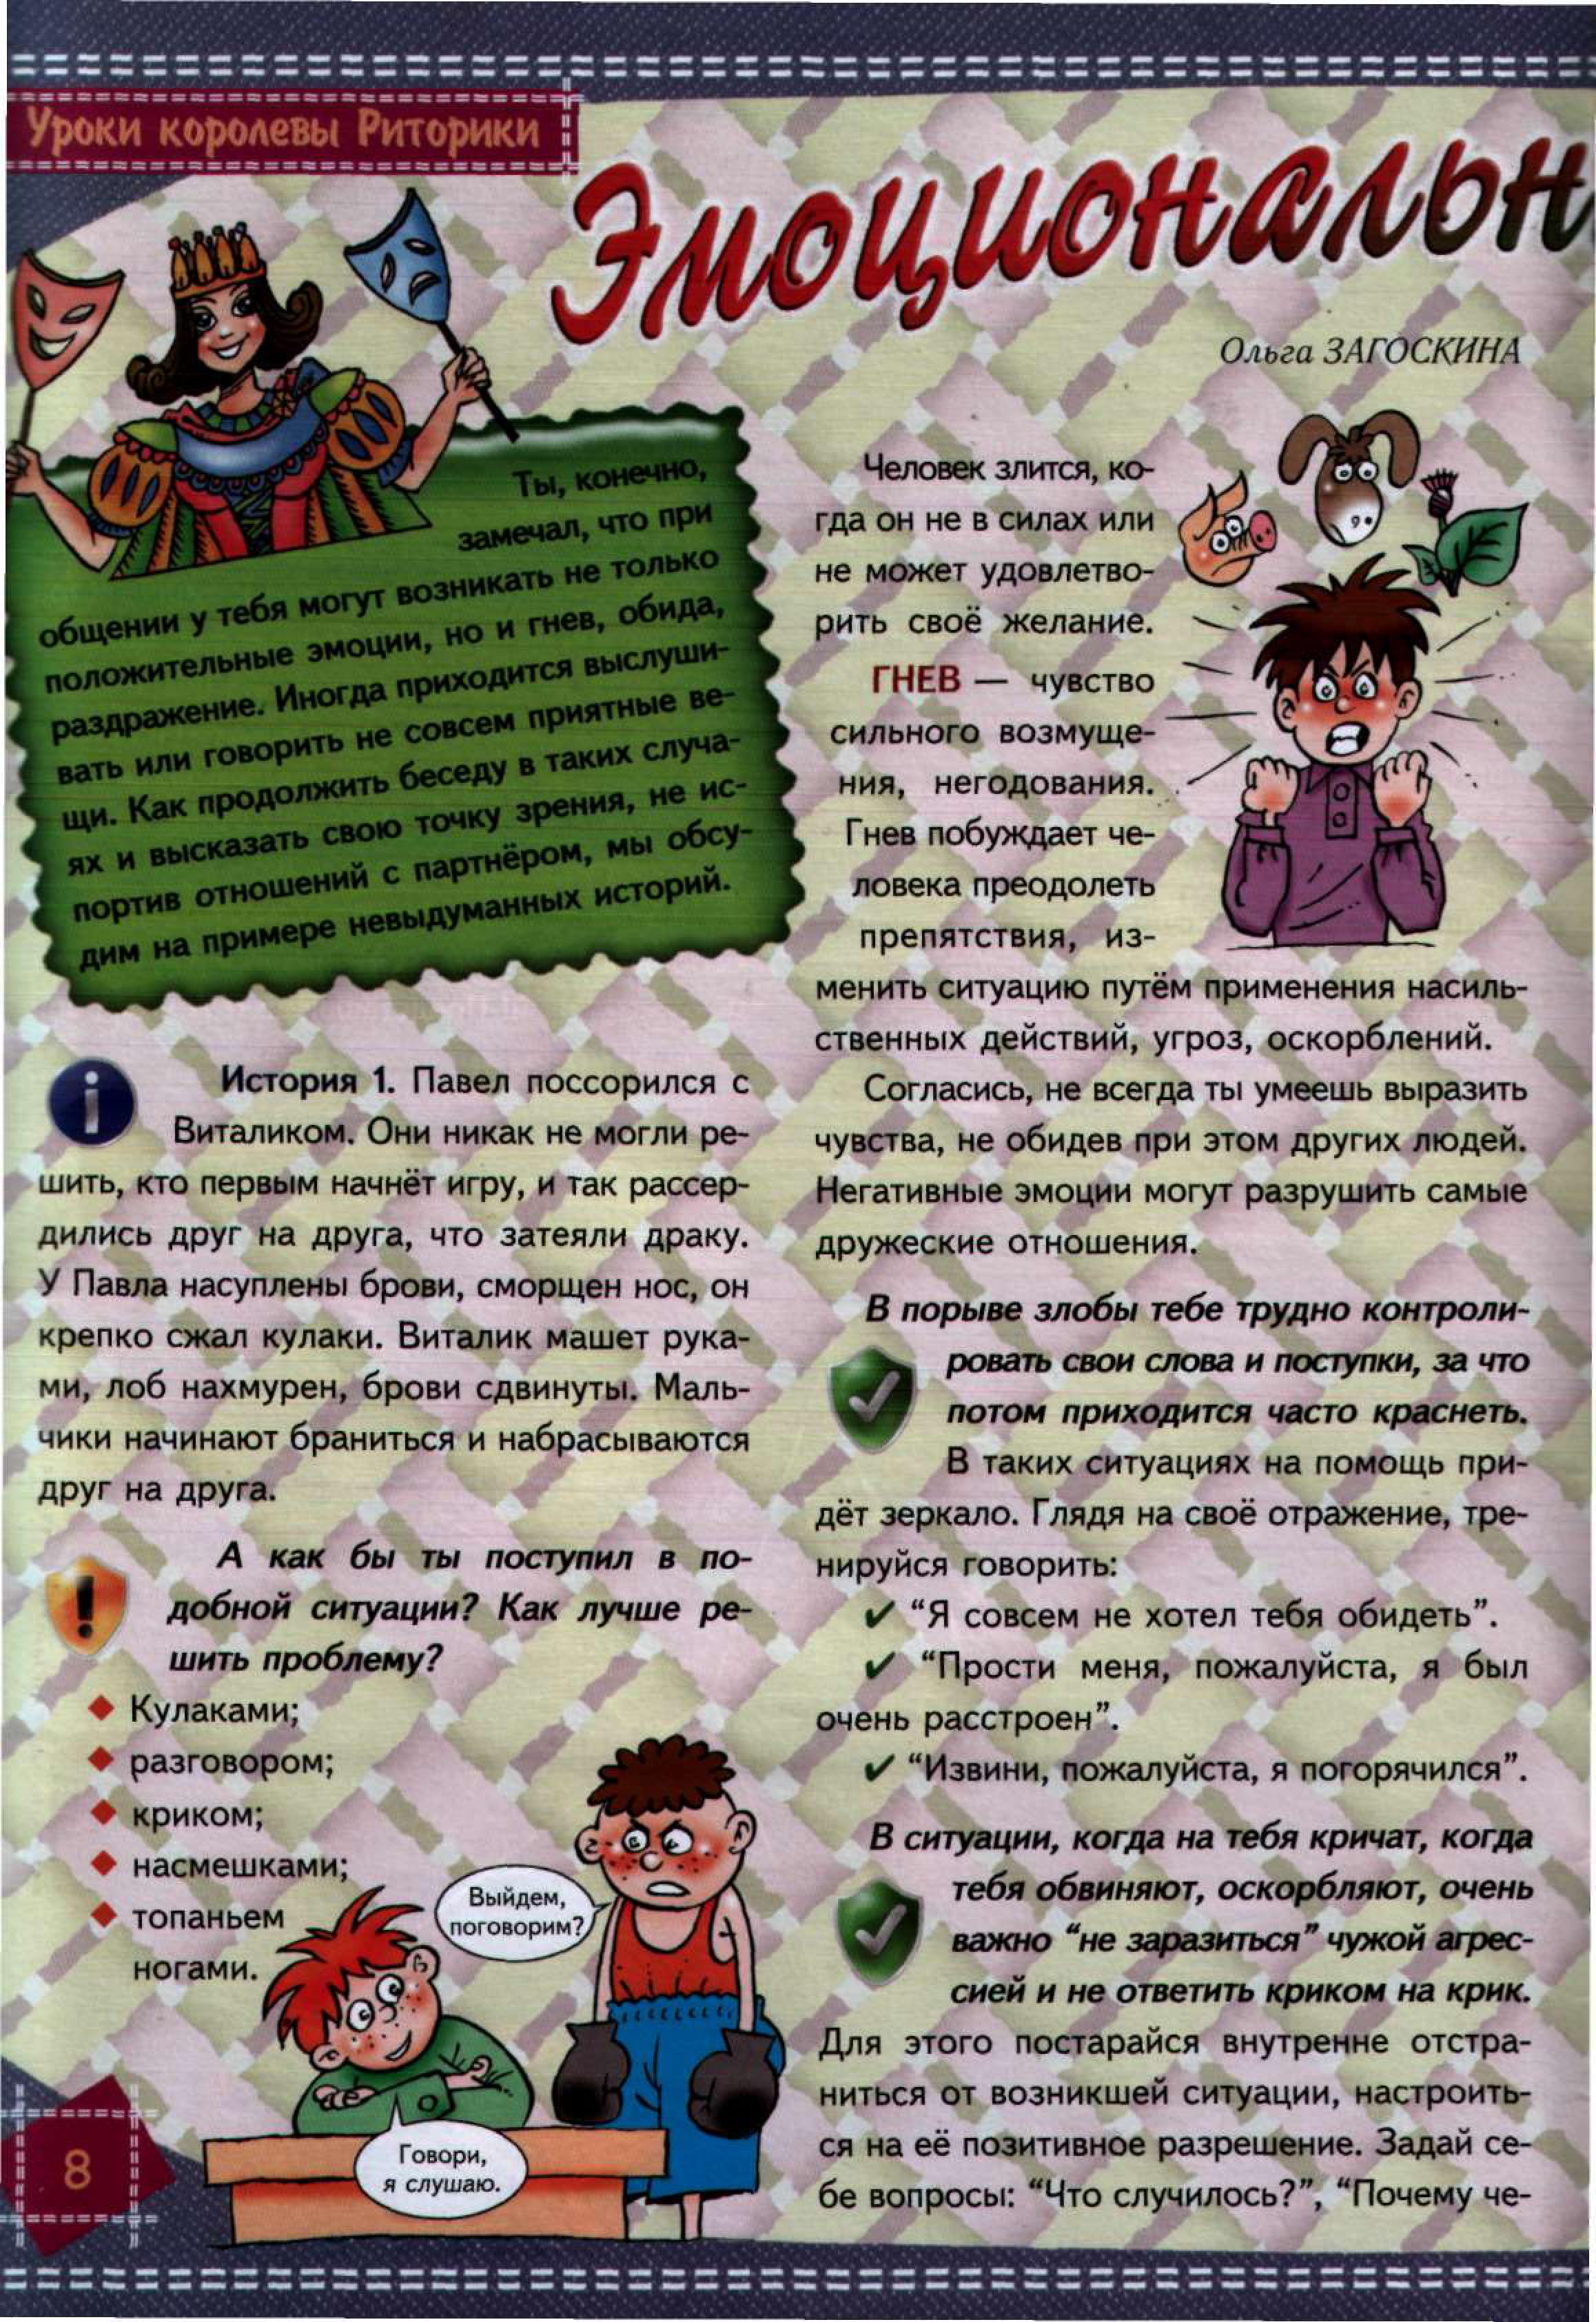 Уроки королевы Риторики
Эмоциональн
Ольга ЗАГОСКИНА
Ты, конечно,
замечал, что при
общении у тебя могут возникать не только
положительные эмоции, но и гнев, обида,
раздражение. Иногда приходится выслуши-
вать или говорить не совсем приятные ве-
щи. Как продолжить беседу в таких случа-
ях и высказать свою точку зрения, не ис-
портив отношений с партнёром, мы обсу-
дим на примере невыдуманных историй.
История 1. Павел поссорился с
Виталиком. Они никак не могли ре-
шить, кто первым начнёт игру, и так рассер-
дились друг на друга, что затеяли драку.
У Павла насуплены брови, сморщен нос, он
крепко сжал кулаки. Виталик машет рука-
ми, лоб нахмурен, брови сдвинуты. Маль-
чики начинают браниться и набрасываются
друг на друга.
А как бы ты поступил в по-
добной ситуации? Как лучше ре-
шить проблему?
◆ Кулаками;
◆ разговором;
◆ криком;
◆ насмешками;
◆ топаньем
ногами.
Выйдем,
поговорим?
Говори,
я слушаю.
8
Человек злится, ко-
гда он не в силах или
не может удовлетво-
рить своё желание.
ГНЕВ — чувство
сильного возмуще-
ния, негодования.
Гнев побуждает че-
ловека преодолеть
препятствия, из-
менить ситуацию путём применения насиль-
ственных действий, угроз, оскорблений.
Согласись, не всегда ты умеешь выразить
чувства, не обидев при этом других людей.
Негативные эмоции могут разрушить самые
дружеские отношения.
В порыве злобы тебе трудно контроли-
ровать свои слова и поступки, за что
потом приходится часто краснеть.
В таких ситуациях на помощь при-
дёт зеркало. Глядя на своё отражение, тре-
нируйся говорить:
✔ “Я совсем не хотел тебя обидеть”.
✔ “Прости меня, пожалуйста, я был
очень расстроен”.
✔ “Извини, пожалуйста, я погорячился”.
В ситуации, когда на тебя кричат, когда
тебя обвиняют, оскорбляют, очень
важно “не заразиться” чужой агрес-
сией и не ответить криком на крик.
Для этого постарайся внутренне отстра-
ниться от возникшей ситуации, настроить-
ся на её позитивное разрешение. Задай се-
бе вопросы: “Что случилось?”, “Почему че-